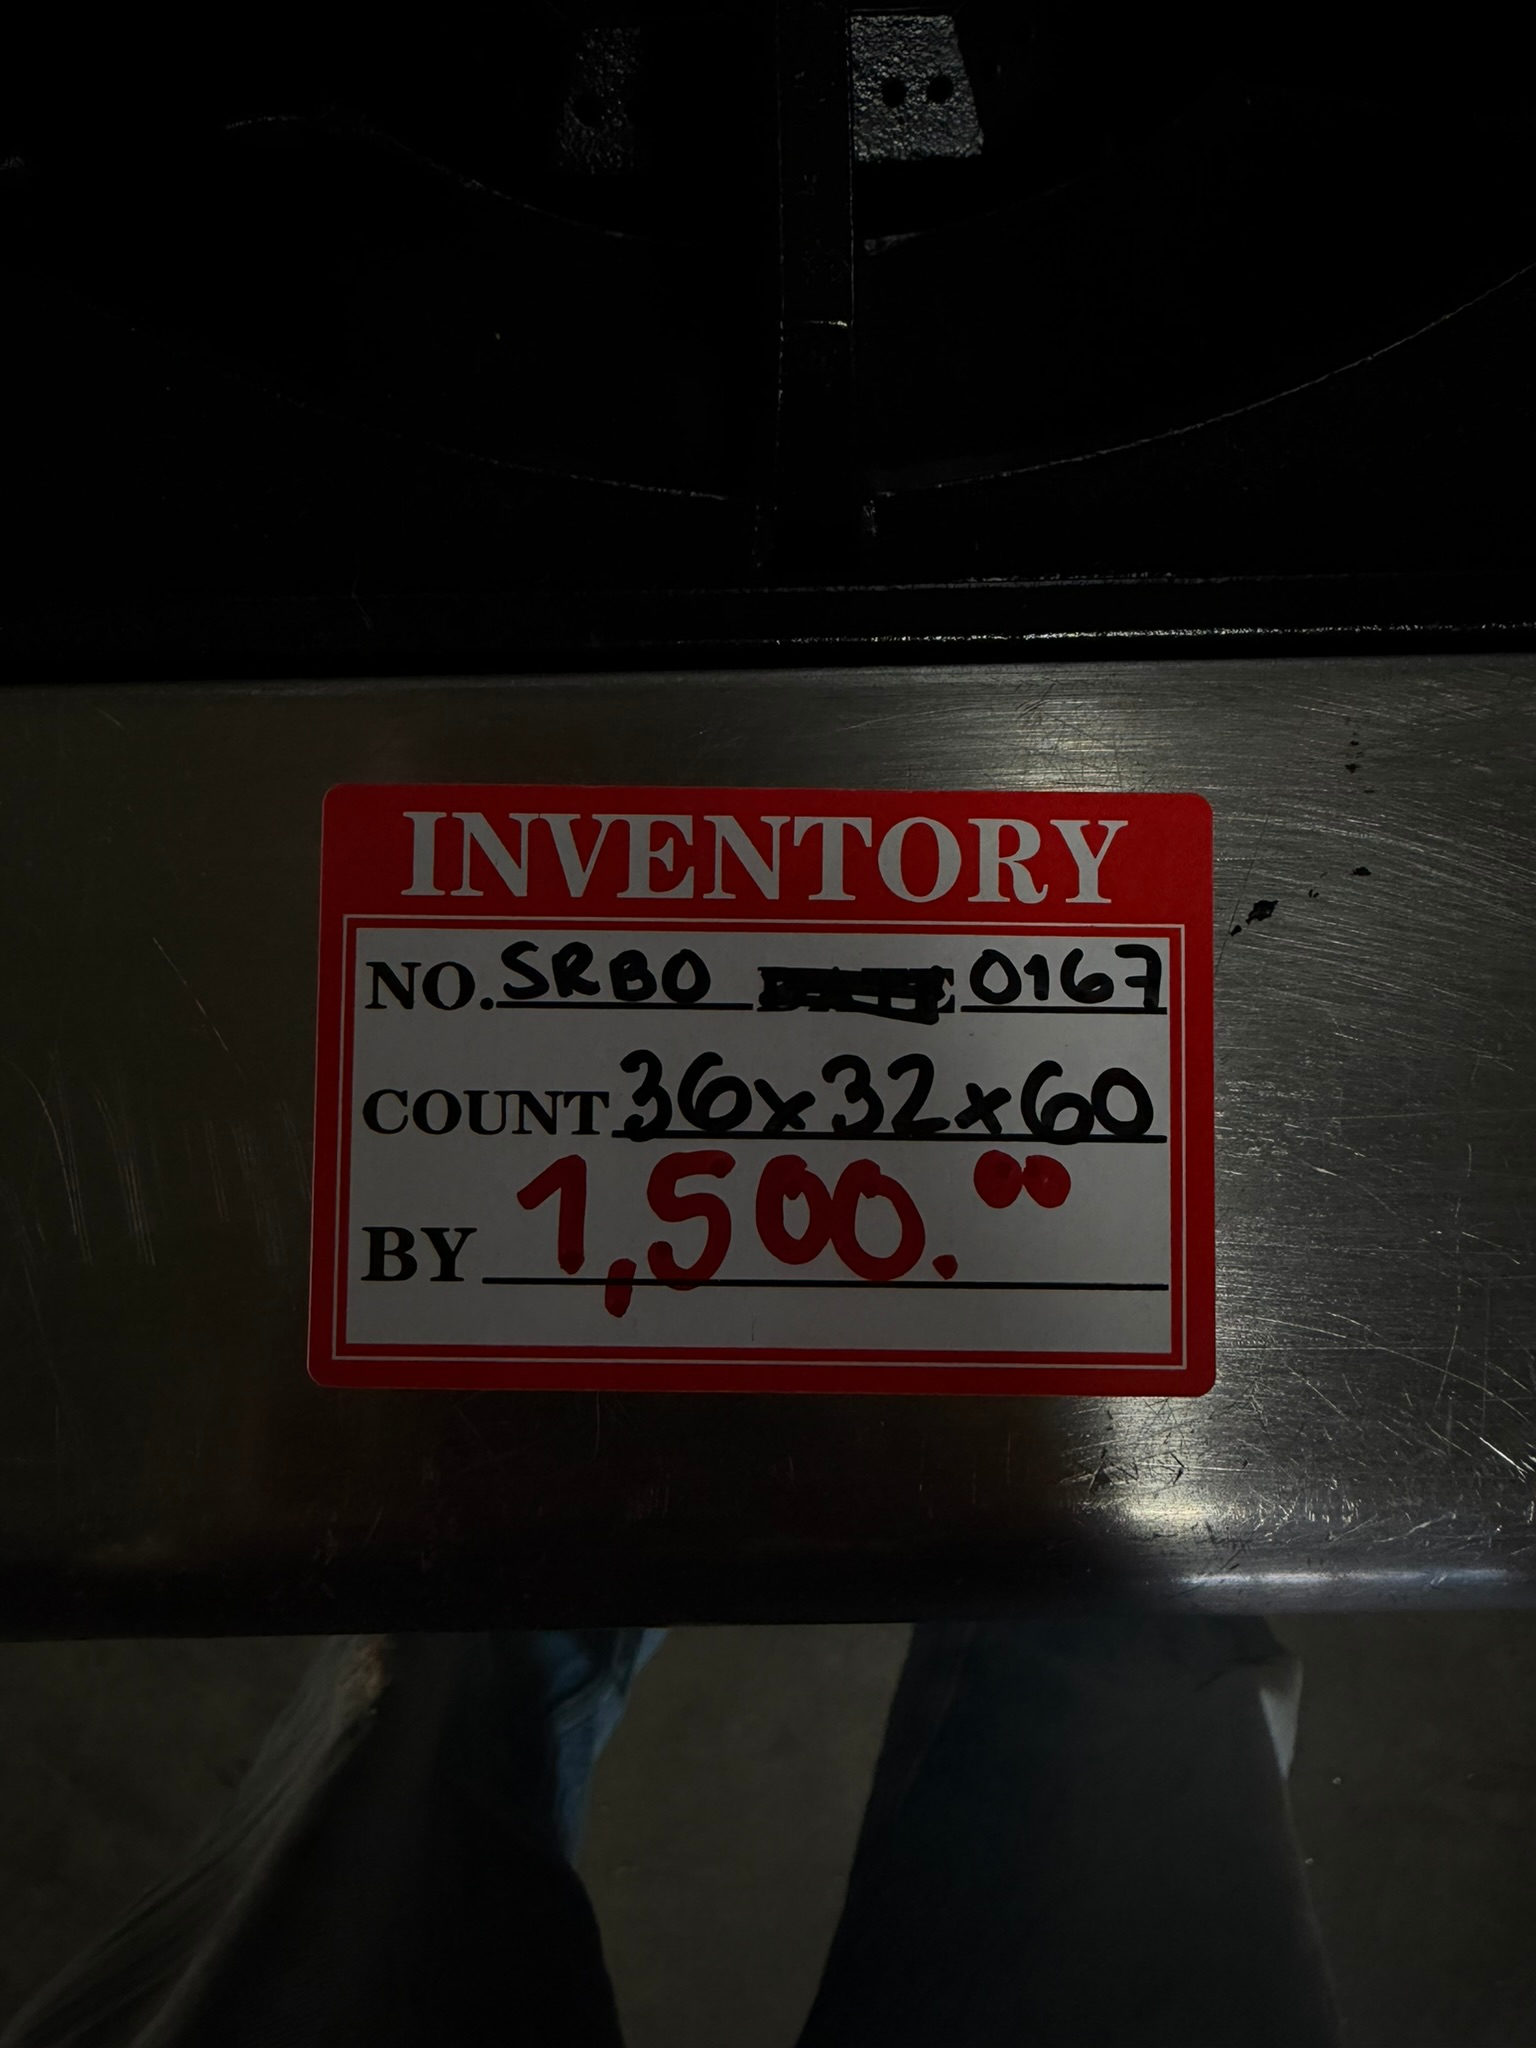 INVENTORY
NO. SRBO 0167
COUNT 36x32x60
BY 1,500.00